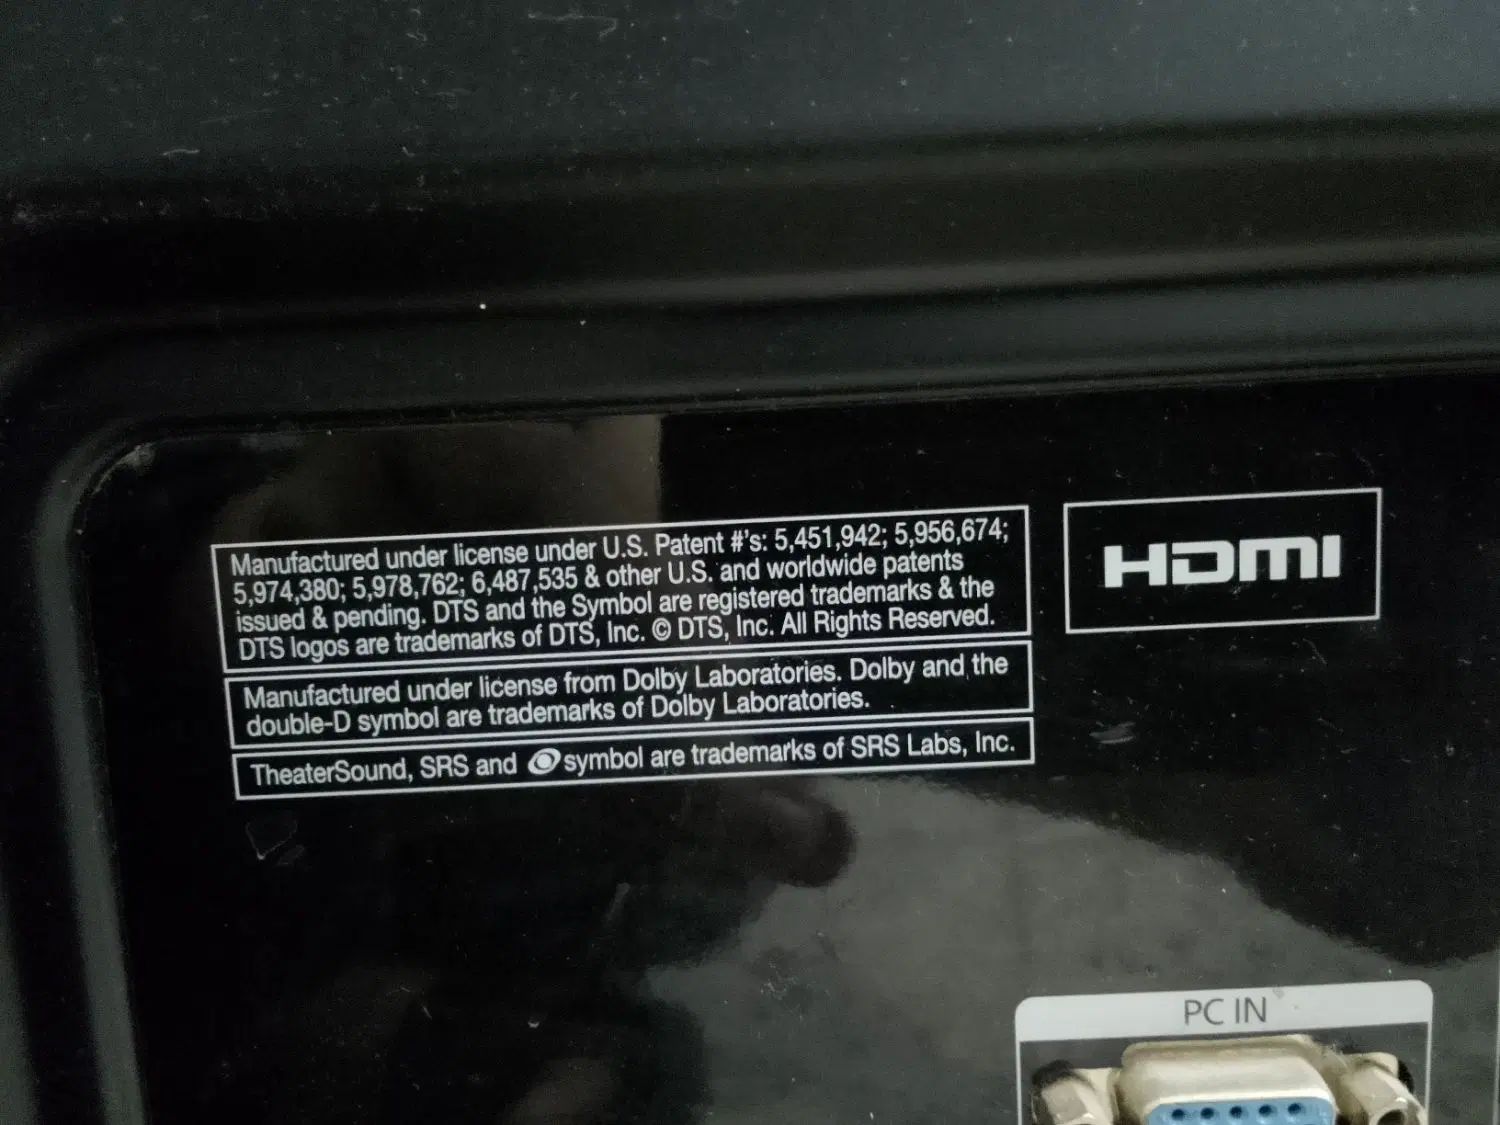 Manufactured under license under U.S. Patent #'s: 5,451,942; 5,956,674;
5,974,380; 5,978,762; 6,487,535 & other U.S. and worldwide patents
issued & pending. DTS and the Symbol are registered trademarks & the
DTS logos are trademarks of DTS, Inc. © DTS, Inc. All Rights Reserved.
Manufactured under license from Dolby Laboratories. Dolby and the
double-D symbol are trademarks of Dolby Laboratories.
TheaterSound, SRS and symbol are trademarks of SRS Labs, Inc.
HDMI
PC IN